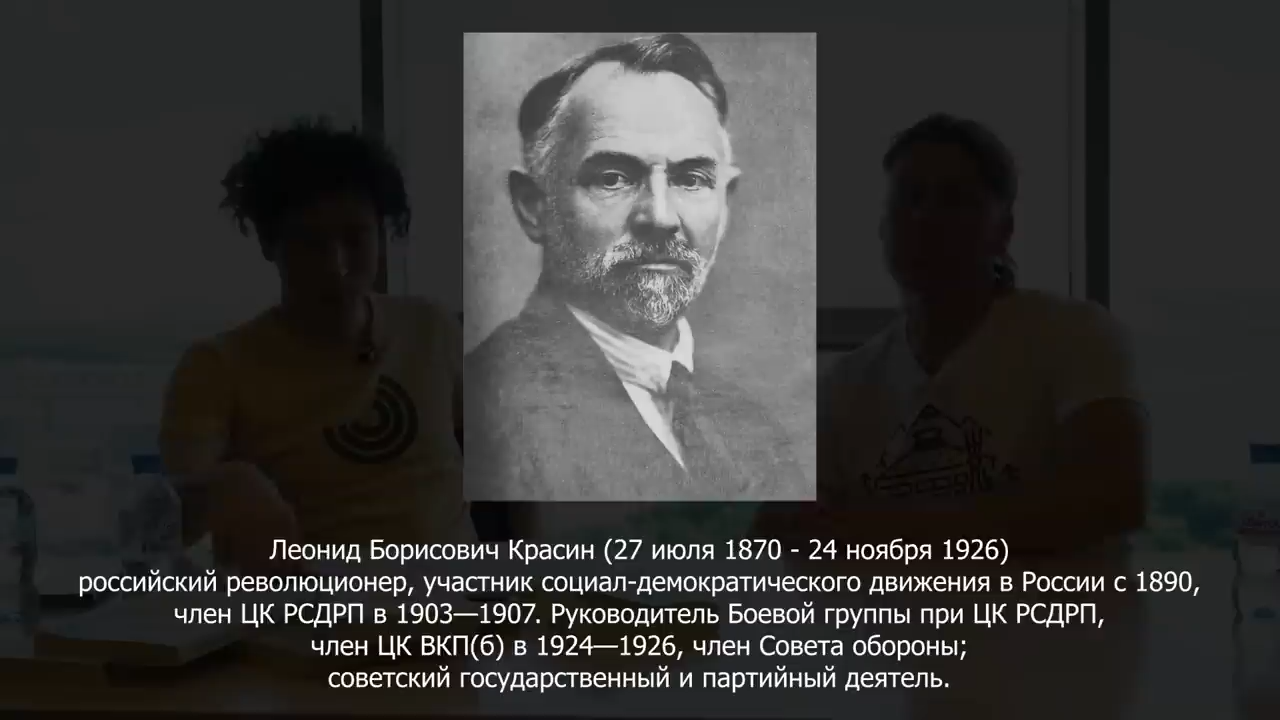 Леонид Борисович Красин (27 июля 1870 - 24 ноября 1926)
российский революционер, участник социал-демократического движения в России с 1890,
член ЦК РСДРП в 1903—1907. Руководитель Боевой группы при ЦК РСДРП,
член ЦК ВКП(б) в 1924—1926, член Совета обороны;
советский государственный и партийный деятель.